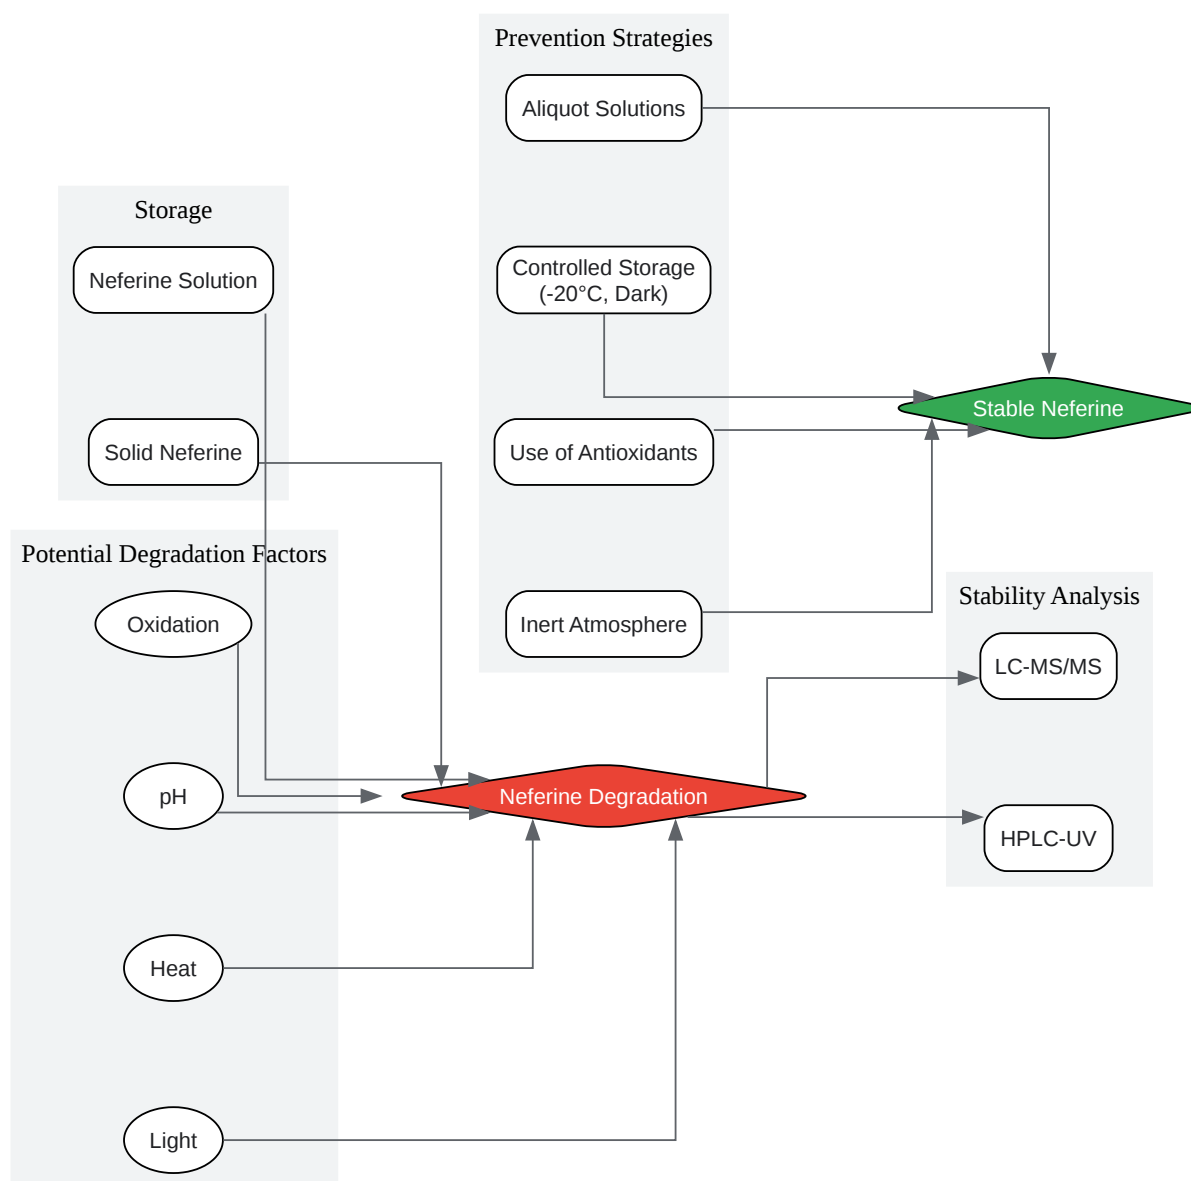 Prevention Strategies
Aliquot Solutions
Controlled Storage
(-20°C, Dark)
Use of Antioxidants
Inert Atmosphere
Storage
Neferine Solution
Solid Neferine
Stable Neferine
Potential Degradation Factors
Oxidation
pH
Heat
Light
Neferine Degradation
Stability Analysis
LC-MS/MS
HPLC-UV